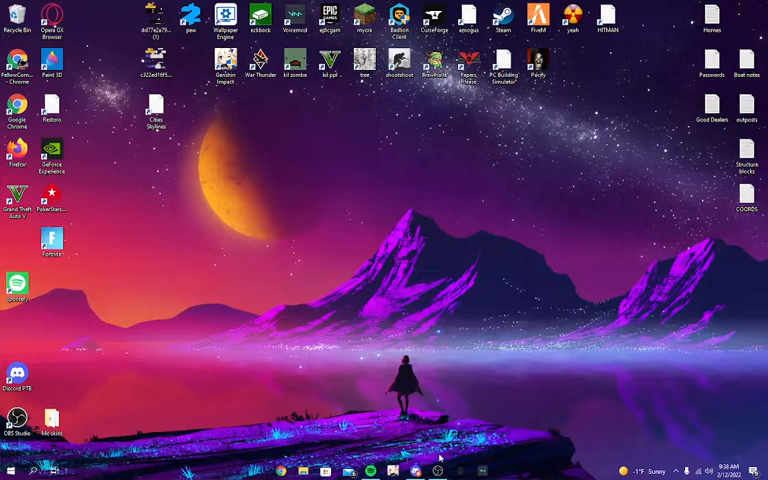 Recycle Bin
Opera GX
Browser
dd77e2a79...
(1)
pew
Wallpaper
Engine
eckbock
Voicemod
eplicgam
mycra
Badlion
Client
CurseForge
amogus
Steam
FiveM
yeah
HITMAN
Homes
FellowCom...
- Chrome
Paint 3D
c322ed16f5...
Genshin
Impact
War Thunder
kil zombe
kil ppl
tree
shootshoot
Brawlhalla
Papers,
Please
PC Building
Simulator
Pacify
Passwords
Boat notes
Google
Chrome
Restoro
Cities
Skylines
Good Dealers
outposts
Firefox
GeForce
Experience
Structure
blocks
Grand Theft
Auto V
PokerStars...
COORDS
Fortnite
spotfefy
Discord PTB
OBS Studio
Mc skins
-1°F Sunny
9:38 AM
2/12/2022